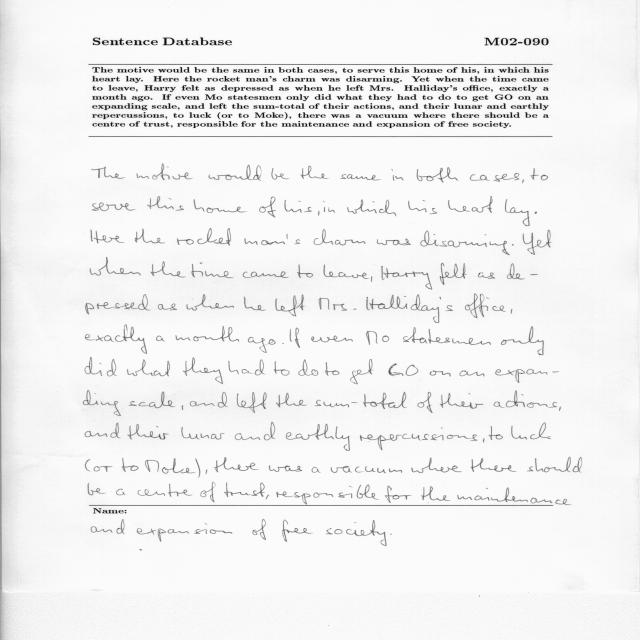 Sentence Database M02-090
The motive would be the same in both cases, to serve this home of his, in which his
heart lay. Here the rocket man's charm was disarming. Yet when the time came
to leave, Harry felt as depressed as when he left Mrs. Halliday's office, exactly a
month ago. If even Mo statesmen only did what they had to do to get GO on an
expanding scale, and left the sum-total of their actions, and their lunar and earthly
repercussions, to luck (or to Moke), there was a vacuum where there should be a
centre of trust, responsible for the maintenance and expansion of free society.
The motive would be the same in both cases, to
serve this home of his, in which his heart lay.
Here the rocket man's charm was disarming. Yet
when the time came to leave, Harry felt as de-
pressed as when he left Mrs. Halliday's office,
exactly a month ago. If even Mo statesmen only
did what they had to do to get GO on an expan-
ding scale, and left the sum-total of their actions,
and their lunar and earthly repercussions, to luck
(or to Moke), there was a vacuum where there should
be a centre of trust, responsible for the maintenance
Name:
and expansion of free society.